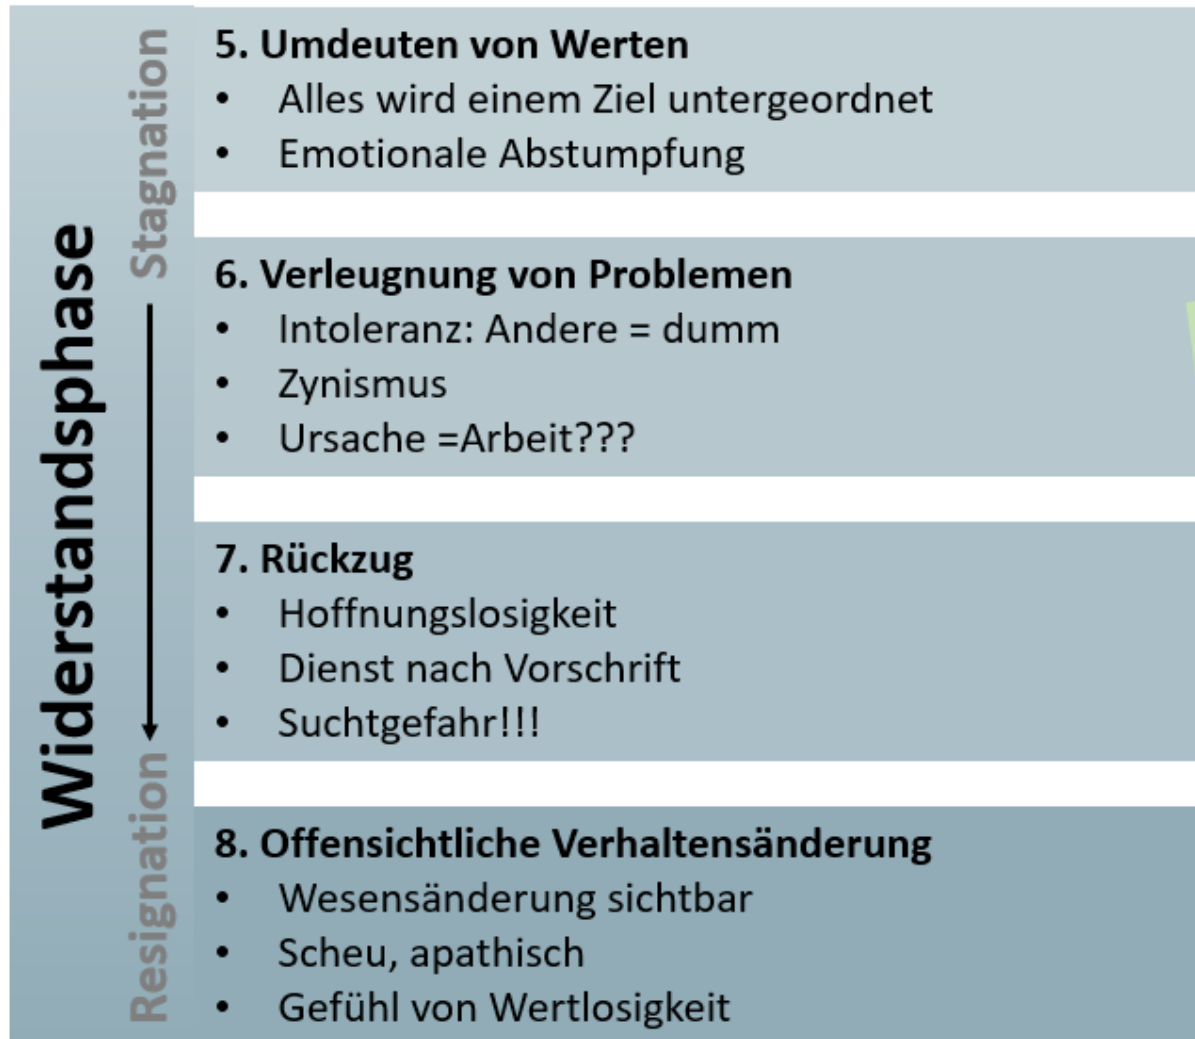 Widerstandsphase
Stagnation
Resignation
5. Umdeuten von Werten
• Alles wird einem Ziel untergeordnet
• Emotionale Abstumpfung
6. Verleugnung von Problemen
• Intoleranz: Andere = dumm
• Zynismus
• Ursache =Arbeit???
7. Rückzug
• Hoffnungslosigkeit
• Dienst nach Vorschrift
• Suchtgefahr!!!
8. Offensichtliche Verhaltensänderung
• Wesensänderung sichtbar
• Scheu, apathisch
• Gefühl von Wertlosigkeit